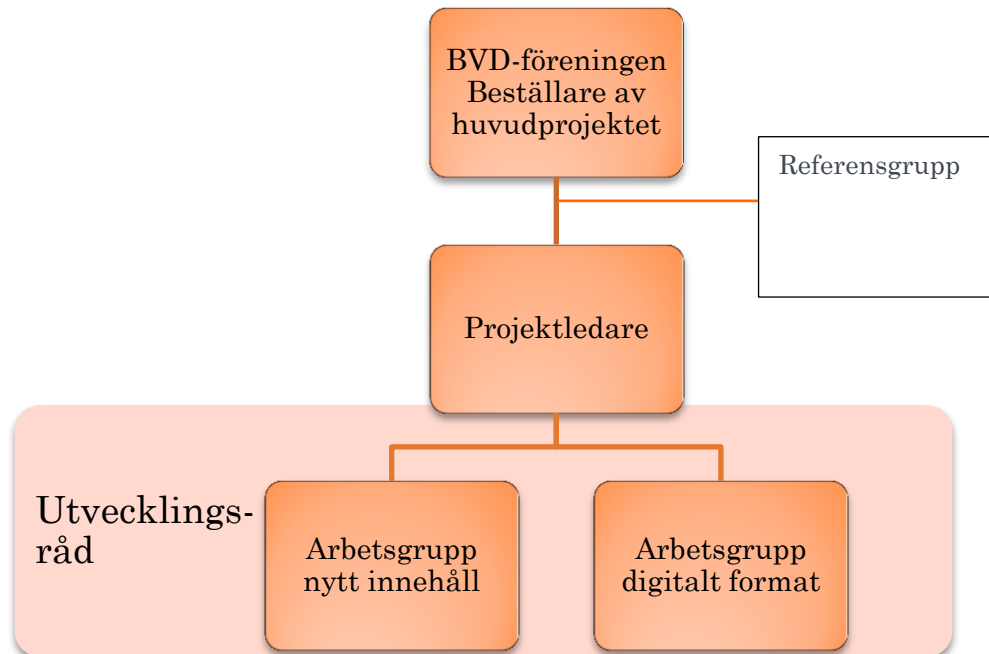 BVD-föreningen
Beställare av
huvudprojektet
Referensgrupp
Projektledare
Utvecklings-
råd
Arbetsgrupp
nytt innehåll
Arbetsgrupp
digitalt format